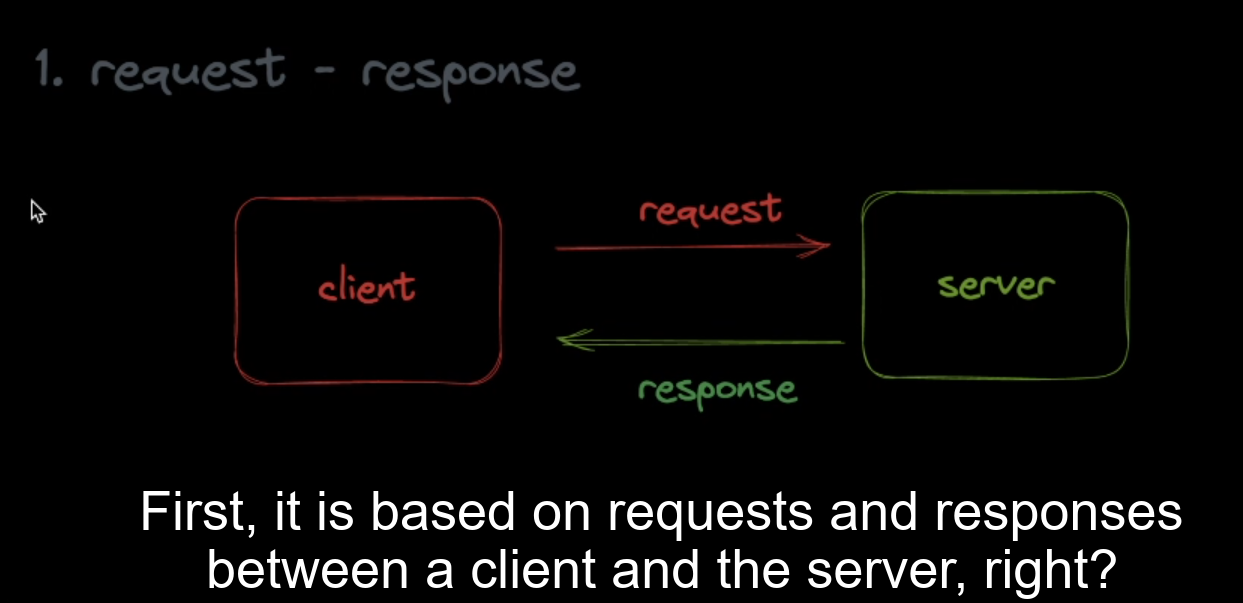 1. request - response
request
client
server
response
First, it is based on requests and responses
between a client and the server, right?